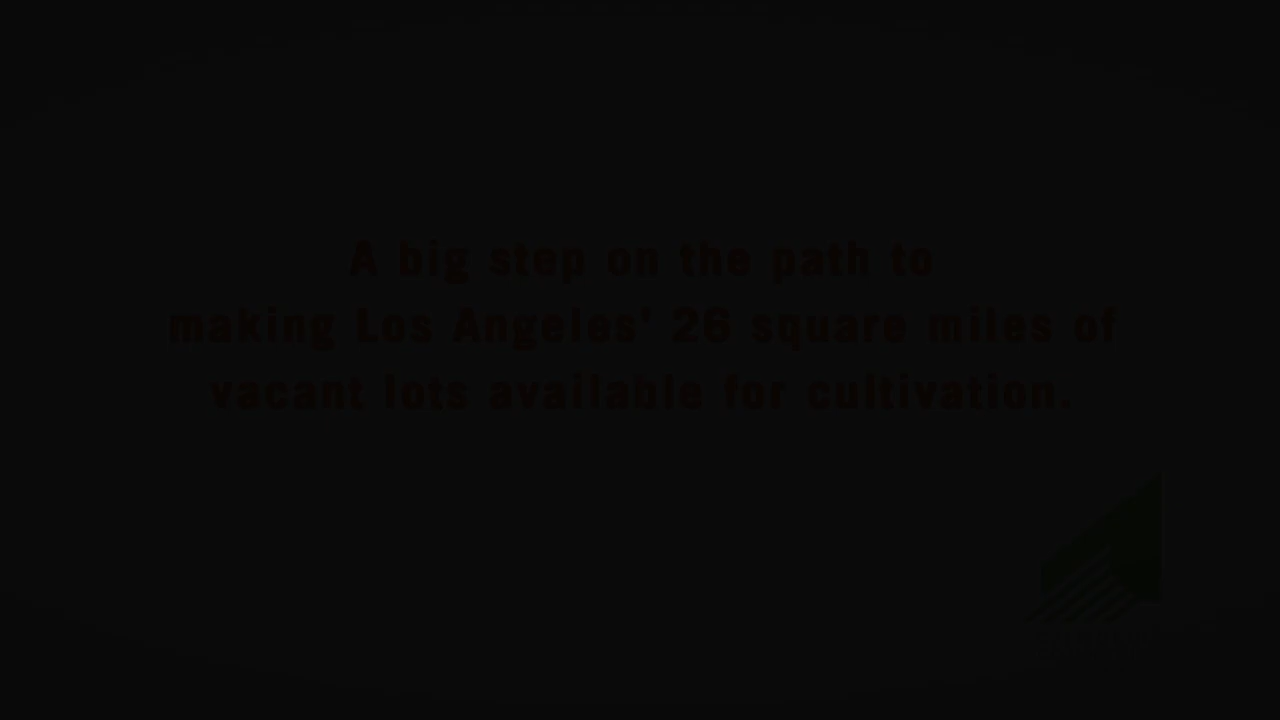 A big step on the path to
making Los Angeles' 26 square miles of
vacant lots available for cultivation.